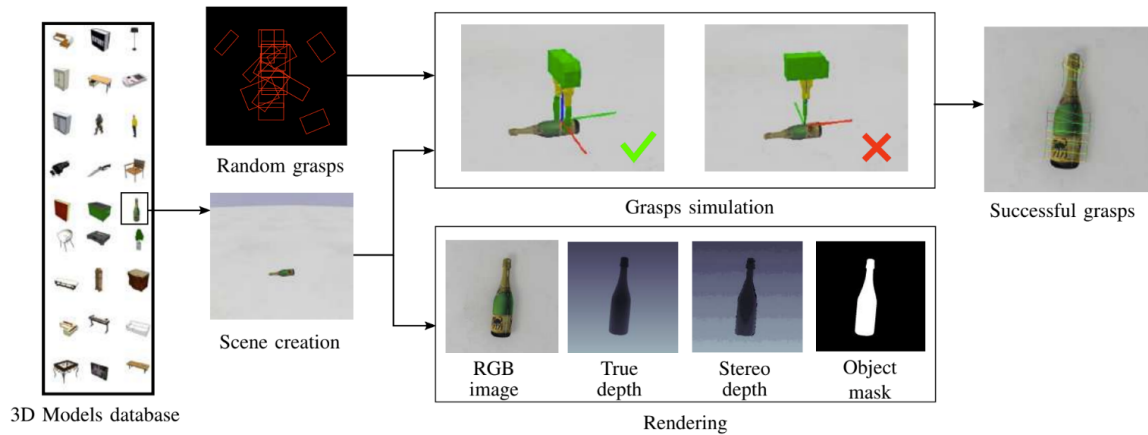 Random grasps
Grasps simulation
Successful grasps
Scene creation
RGB
image
True
depth
Stereo
depth
Object
mask
Rendering
3D Models database